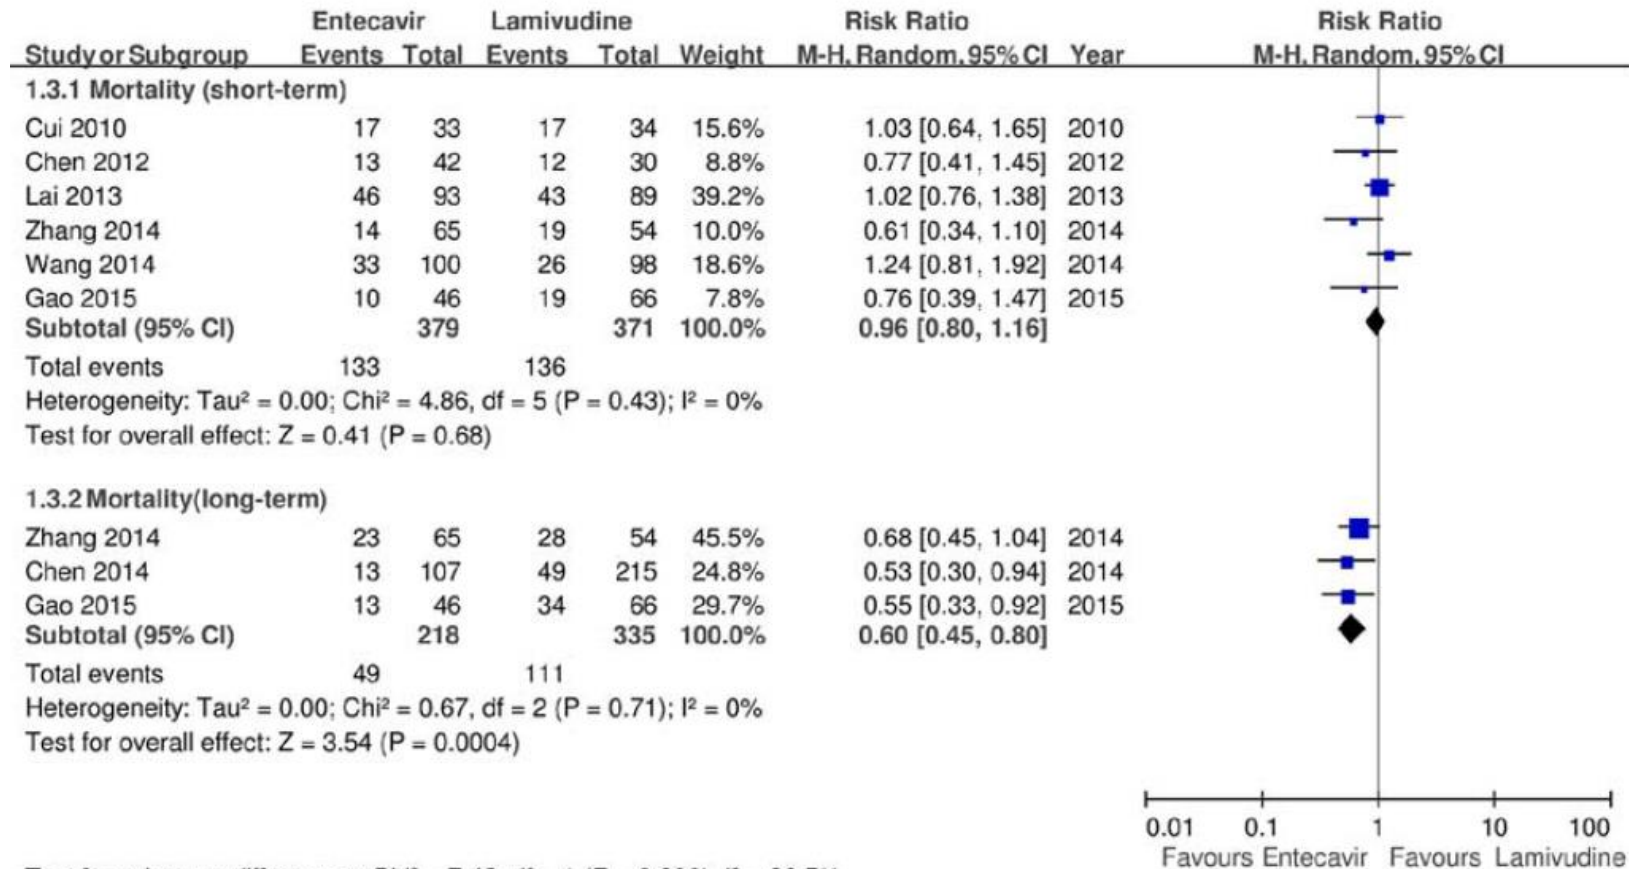 Entecavir Lamivudine Risk Ratio Risk Ratio
Study or Subgroup Events Total Events Total Weight M-H, Random, 95% CI Year M-H, Random, 95% CI
1.3.1 Mortality (short-term)
Cui 2010 17 33 17 34 15.6% 1.03 [0.64, 1.65] 2010
Chen 2012 13 42 12 30 8.8% 0.77 [0.41, 1.45] 2012
Lai 2013 46 93 43 89 39.2% 1.02 [0.76, 1.38] 2013
Zhang 2014 14 65 19 54 10.0% 0.61 [0.34, 1.10] 2014
Wang 2014 33 100 26 98 18.6% 1.24 [0.81, 1.92] 2014
Gao 2015 10 46 19 66 7.8% 0.76 [0.39, 1.47] 2015
Subtotal (95% CI) 379 371 100.0% 0.96 [0.80, 1.16]
Total events 133 136
Heterogeneity: Tau² = 0.00; Chi² = 4.86, df = 5 (P = 0.43); I² = 0%
Test for overall effect: Z = 0.41 (P = 0.68)
1.3.2 Mortality(long-term)
Zhang 2014 23 65 28 54 45.5% 0.68 [0.45, 1.04] 2014
Chen 2014 13 107 49 215 24.8% 0.53 [0.30, 0.94] 2014
Gao 2015 13 46 34 66 29.7% 0.55 [0.33, 0.92] 2015
Subtotal (95% CI) 218 335 100.0% 0.60 [0.45, 0.80]
Total events 49 111
Heterogeneity: Tau² = 0.00; Chi² = 0.67, df = 2 (P = 0.71); I² = 0%
Test for overall effect: Z = 3.54 (P = 0.0004)
0.01 0.1 1 10 100
Favours Entecavir Favours Lamivudine